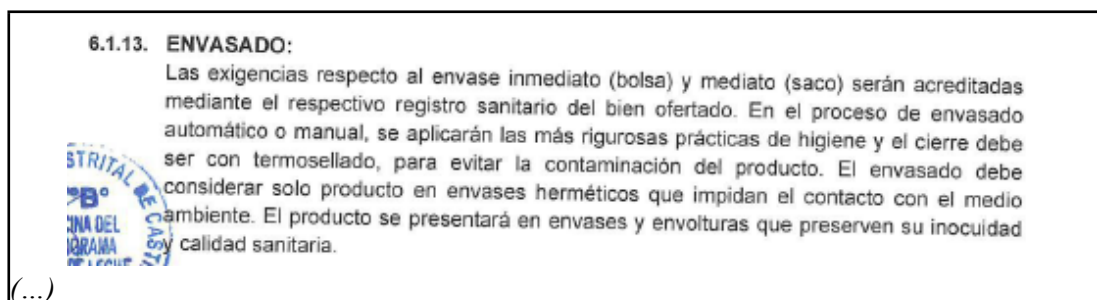 6.1.13. ENVASADO:
Las exigencias respecto al envase inmediato (bolsa) y mediato (saco) serán acreditadas
mediante el respectivo registro sanitario del bien ofertado. En el proceso de envasado
automático o manual, se aplicarán las más rigurosas prácticas de higiene y el cierre debe
ser con termosellado, para evitar la contaminación del producto. El envasado debe
considerar solo producto en envases herméticos que impidan el contacto con el medio
ambiente. El producto se presentará en envases y envolturas que preserven su inocuidad
y calidad sanitaria.
STRITAL DE CAST
(...)